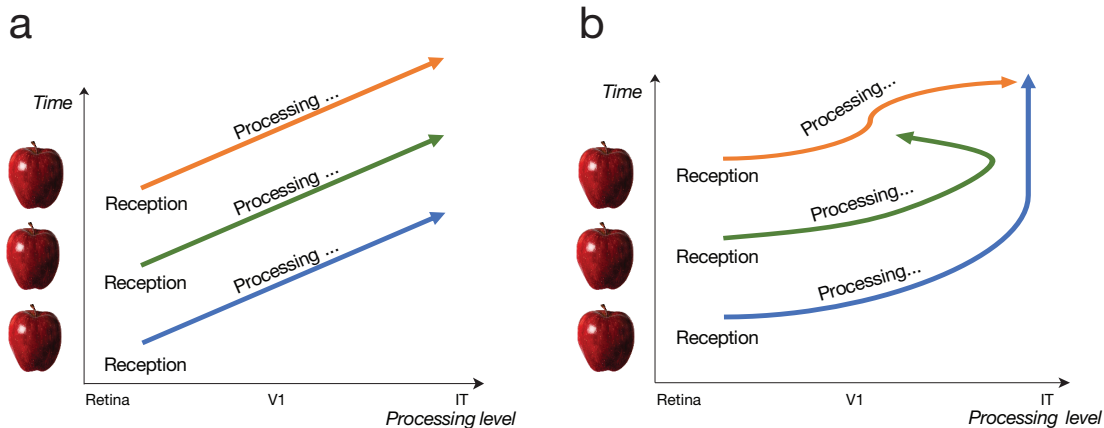 a
Time
Processing ...
Reception
Processing ...
Reception
Processing ...
Reception
Retina
V1
IT
Processing level
b
Time
Processing...
Reception
Processing...
Reception
Processing...
Reception
Retina
V1
IT
Processing level